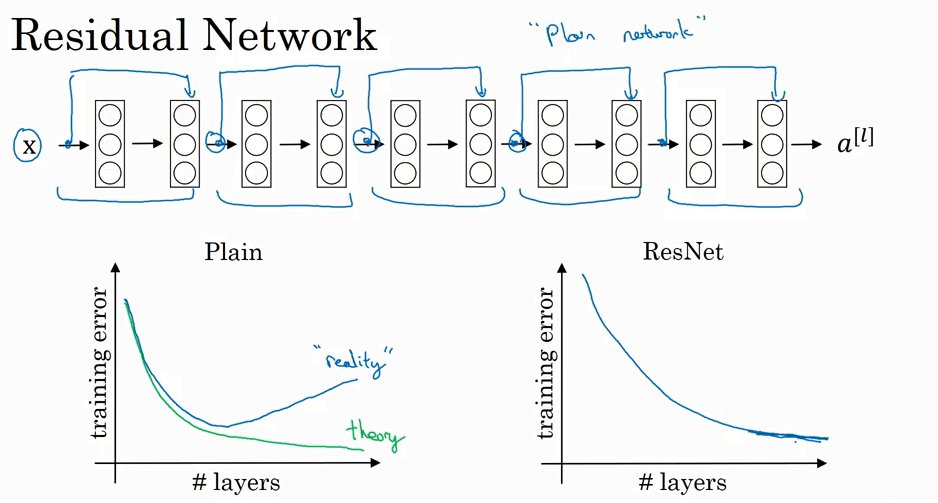 Residual Network
"Plain network"
x
a[l]
Plain
ResNet
training error
"reality"
theory
# layers
training error
# layers